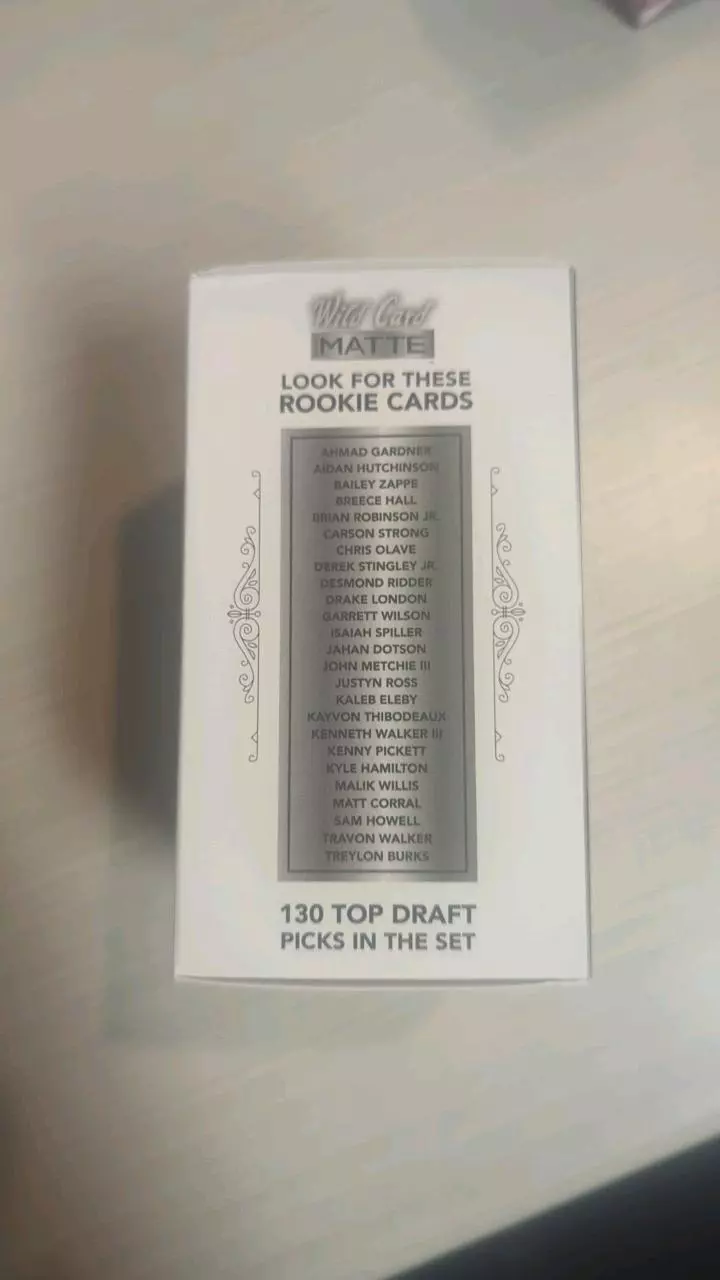 Wild Card
MATTE
LOOK FOR THESE
ROOKIE CARDS
AHMAD GARDNER
AIDAN HUTCHINSON
BAILEY ZAPPE
BREECE HALL
BRIAN ROBINSON JR.
CARSON STRONG
CHRIS OLAVE
DEREK STINGLEY JR.
DESMOND RIDDER
DRAKE LONDON
GARRETT WILSON
ISAIAH SPILLER
JAHAN DOTSON
JOHN METCHIE III
JUSTYN ROSS
KALEB ELEBY
KAYVON THIBODEAUX
KENNETH WALKER III
KENNY PICKETT
KYLE HAMILTON
MALIK WILLIS
MATT CORRAL
SAM HOWELL
TRAVON WALKER
TREYLON BURKS
130 TOP DRAFT
PICKS IN THE SET